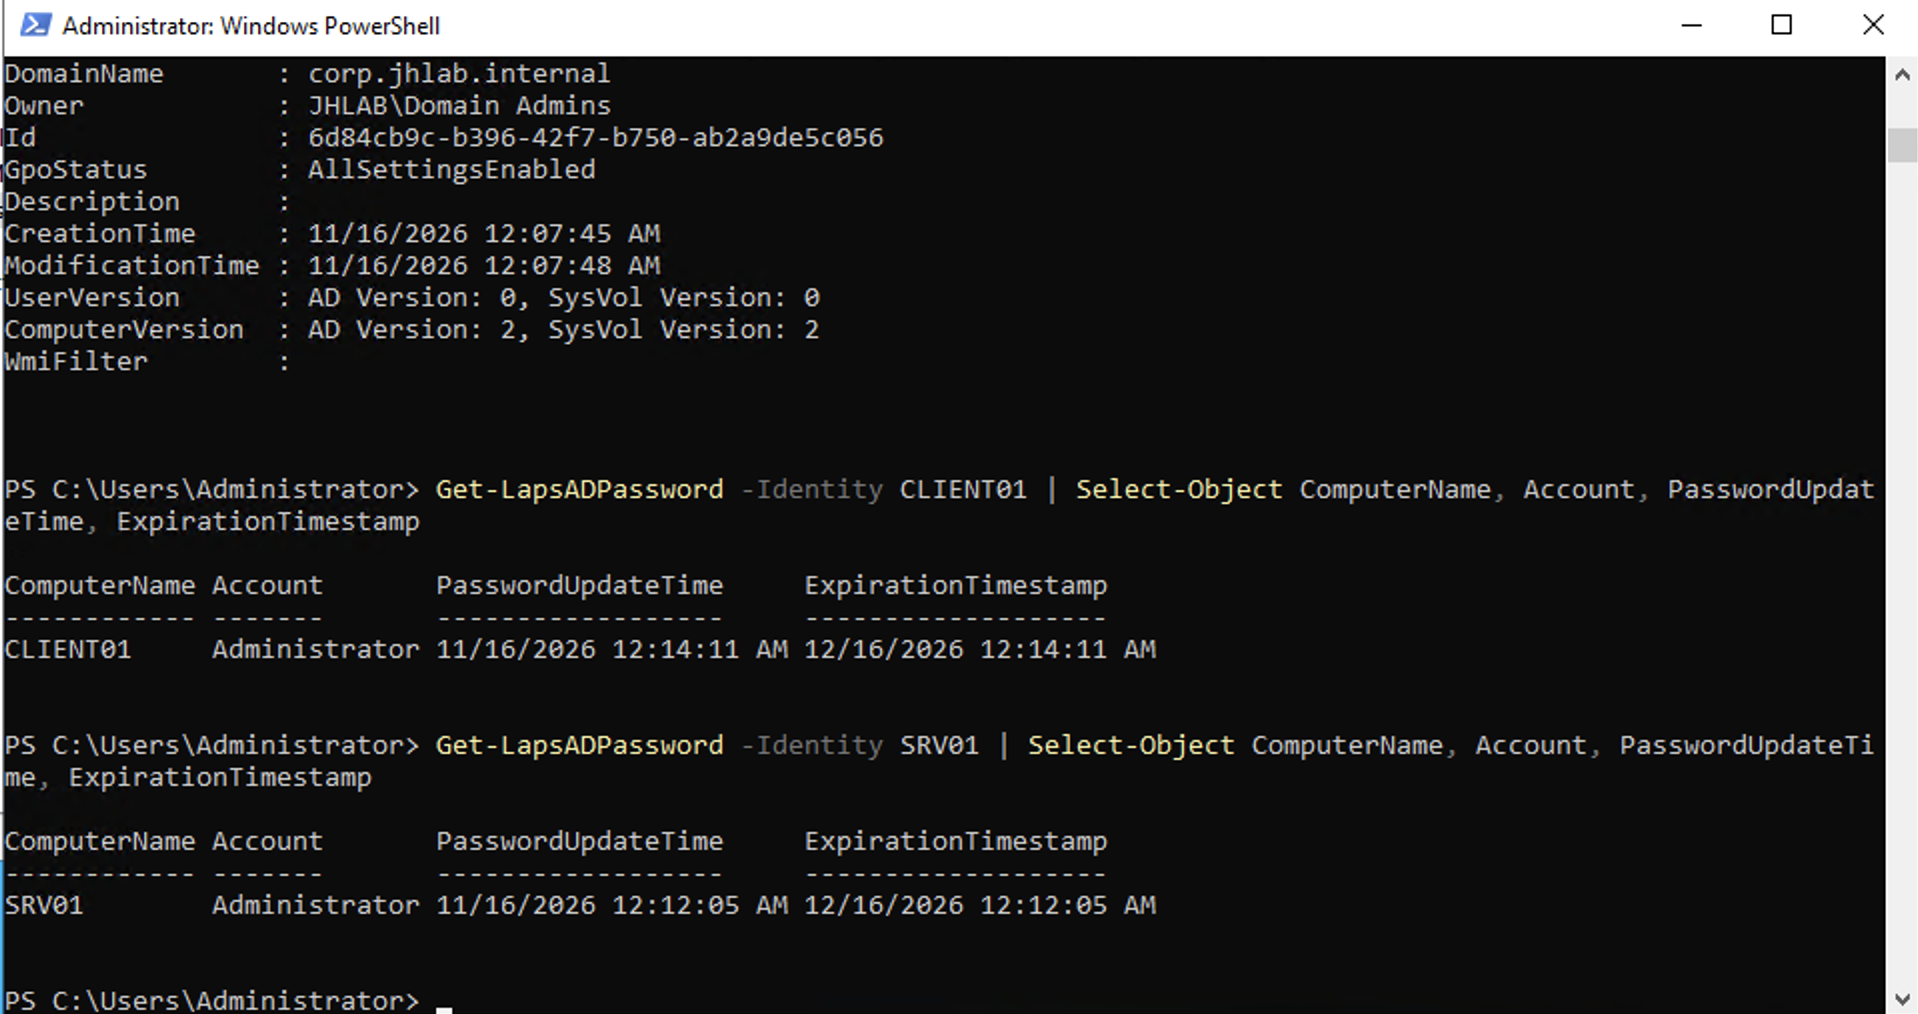 Administrator: Windows PowerShell
DomainName       : corp.jhlab.internal
Owner            : JHLAB\Domain Admins
Id               : 6d84cb9c-b396-42f7-b750-ab2a9de5c056
GpoStatus        : AllSettingsEnabled
Description      :
CreationTime     : 11/16/2026 12:07:45 AM
ModificationTime : 11/16/2026 12:07:48 AM
UserVersion      : AD Version: 0, SysVol Version: 0
ComputerVersion  : AD Version: 2, SysVol Version: 2
WmiFilter        :
PS C:\Users\Administrator> Get-LapsADPassword -Identity CLIENT01 | Select-Object ComputerName, Account, PasswordUpdat
eTime, ExpirationTimestamp
ComputerName Account       PasswordUpdateTime     ExpirationTimestamp
------------ -------       ------------------     -------------------
CLIENT01     Administrator 11/16/2026 12:14:11 AM 12/16/2026 12:14:11 AM
PS C:\Users\Administrator> Get-LapsADPassword -Identity SRV01 | Select-Object ComputerName, Account, PasswordUpdateTi
me, ExpirationTimestamp
ComputerName Account       PasswordUpdateTime     ExpirationTimestamp
------------ -------       ------------------     -------------------
SRV01        Administrator 11/16/2026 12:12:05 AM 12/16/2026 12:12:05 AM
PS C:\Users\Administrator>